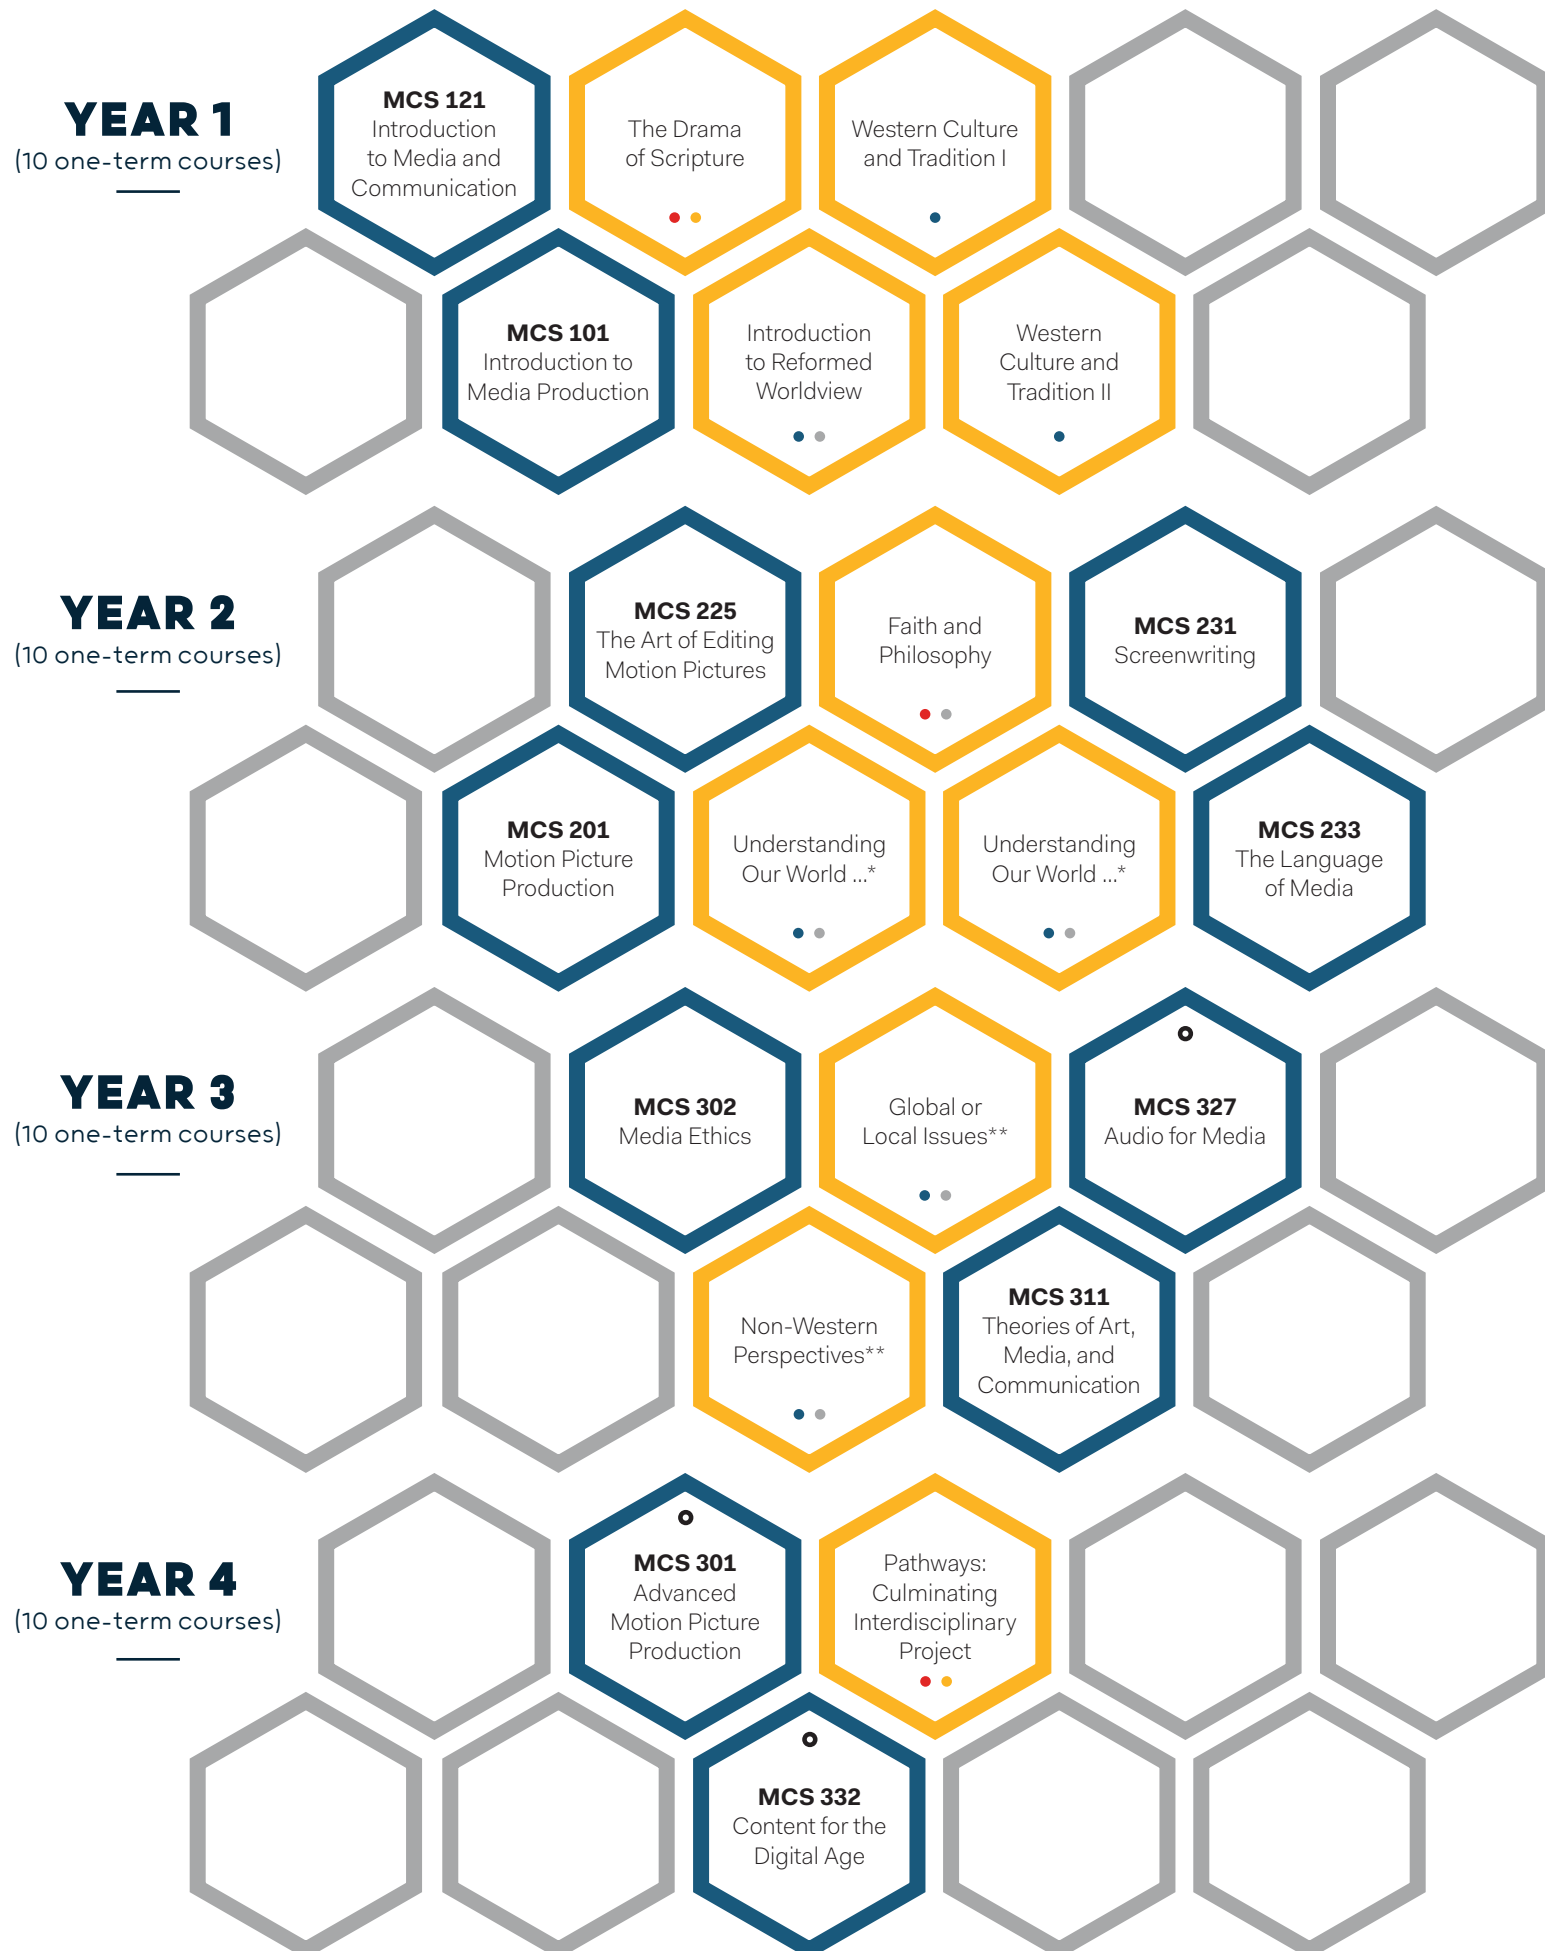 YEAR 1
(10 one-term courses)
MCS 121
Introduction
to Media and
Communication
The Drama
of Scripture
Western Culture
and Tradition I
MCS 101
Introduction to
Media Production
Introduction
to Reformed
Worldview
Western
Culture and
Tradition II
YEAR 2
(10 one-term courses)
MCS 225
The Art of Editing
Motion Pictures
Faith and
Philosophy
MCS 231
Screenwriting
MCS 201
Motion Picture
Production
Understanding
Our World ...*
Understanding
Our World ...*
MCS 233
The Language
of Media
YEAR 3
(10 one-term courses)
MCS 302
Media Ethics
Global or
Local Issues**
MCS 327
Audio for Media
Non-Western
Perspectives**
MCS 311
Theories of Art,
Media, and
Communication
YEAR 4
(10 one-term courses)
MCS 301
Advanced
Motion Picture
Production
Pathways:
Culminating
Interdisciplinary
Project
MCS 332
Content for the
Digital Age